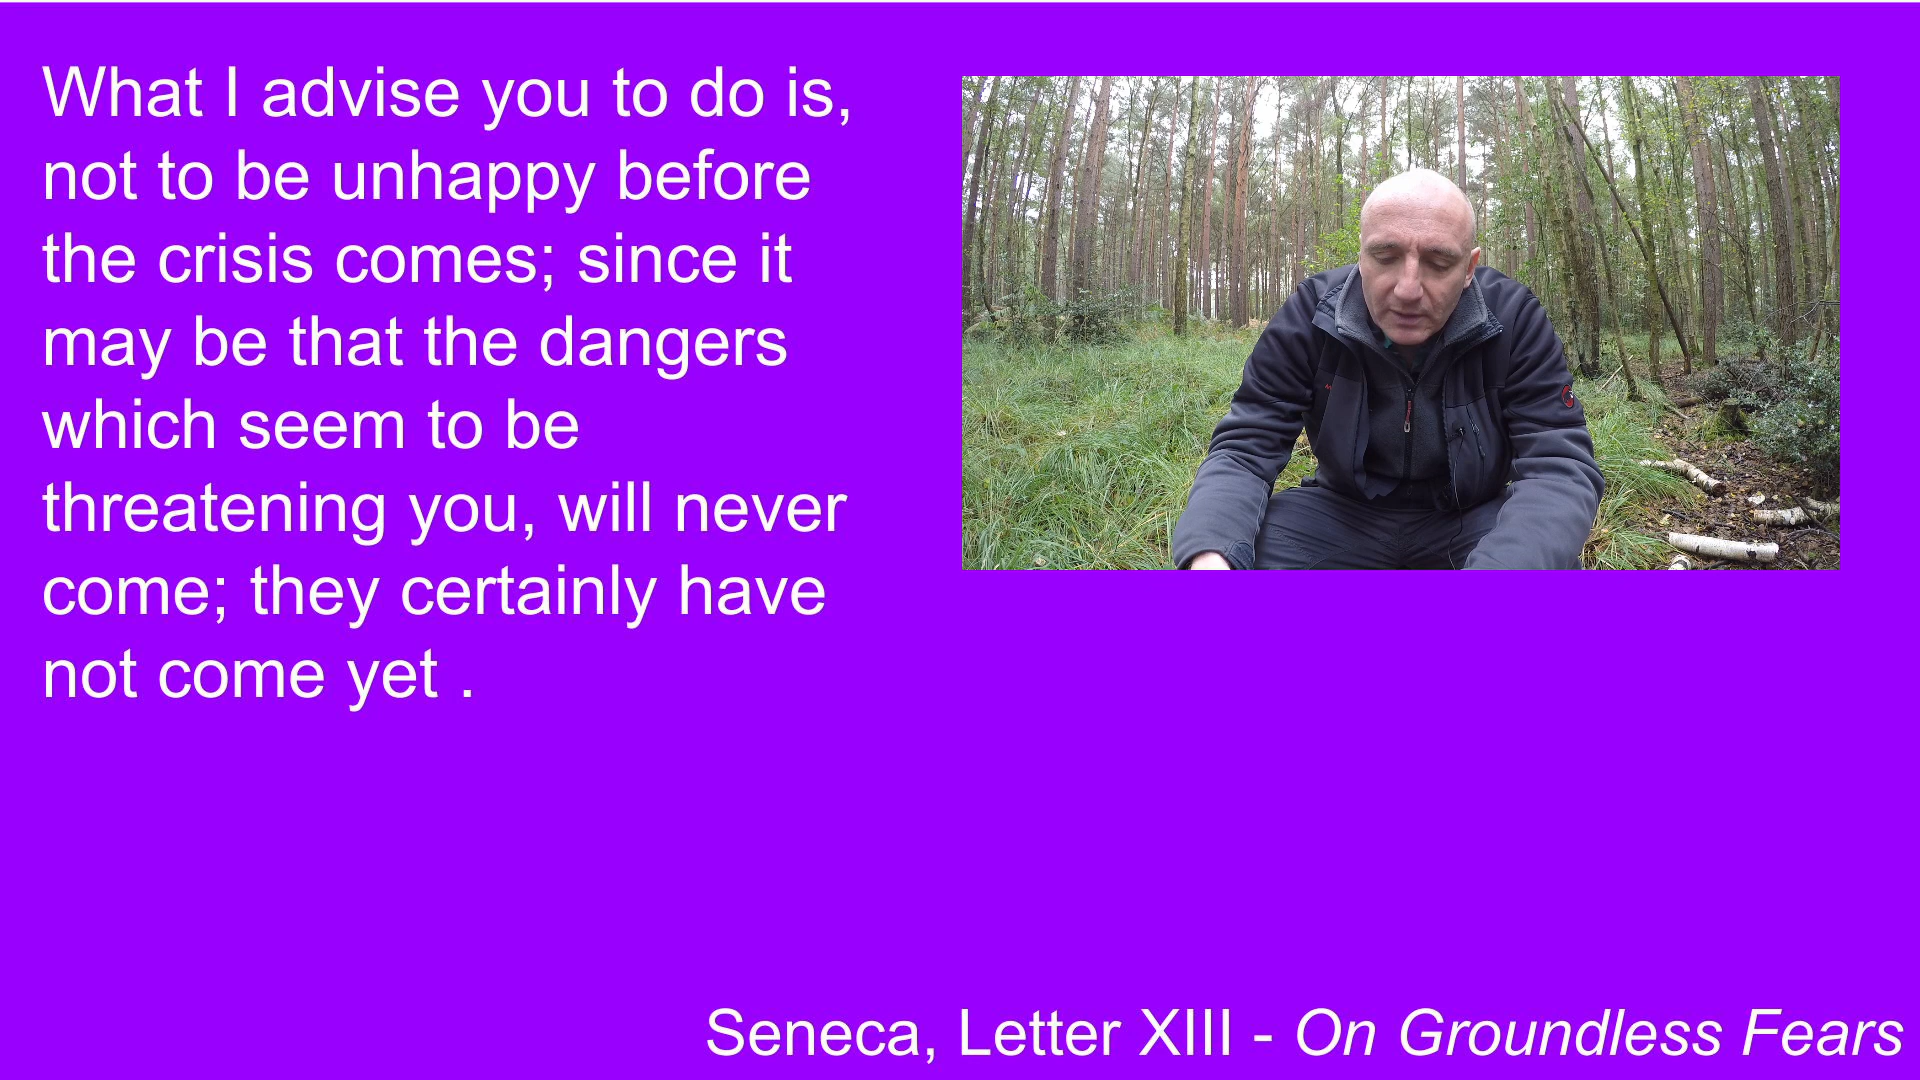 What I advise you to do is,
not to be unhappy before
the crisis comes; since it
may be that the dangers
which seem to be
threatening you, will never
come; they certainly have
not come yet .
Seneca, Letter XIII - On Groundless Fears